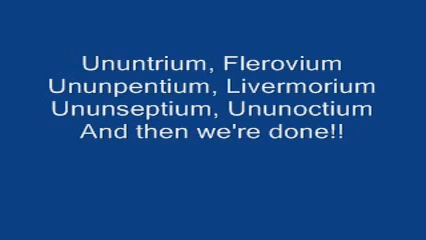 Ununtrium, Flerovium
Ununpentium, Livermorium
Ununseptium, Ununoctium
And then we're done!!